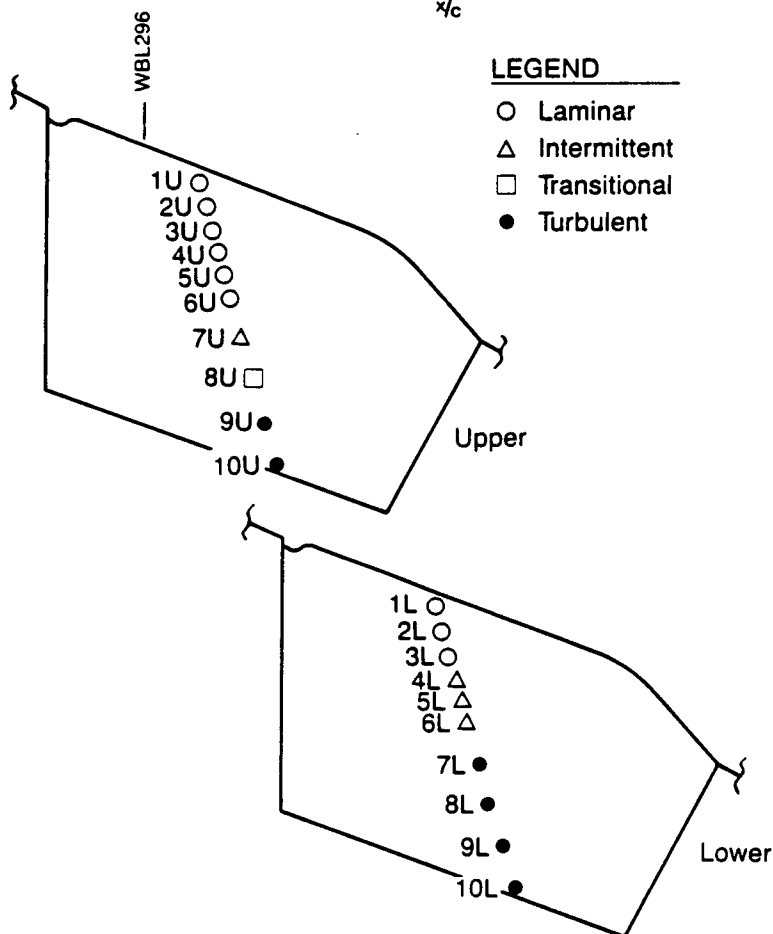 x/c
WBL296
LEGEND
Laminar
Intermittent
Transitional
Turbulent
1U
2U
3U
4U
5U
6U
7U
8U
9U
10U
Upper
1L
2L
3L
4L
5L
6L
7L
8L
9L
10L
Lower